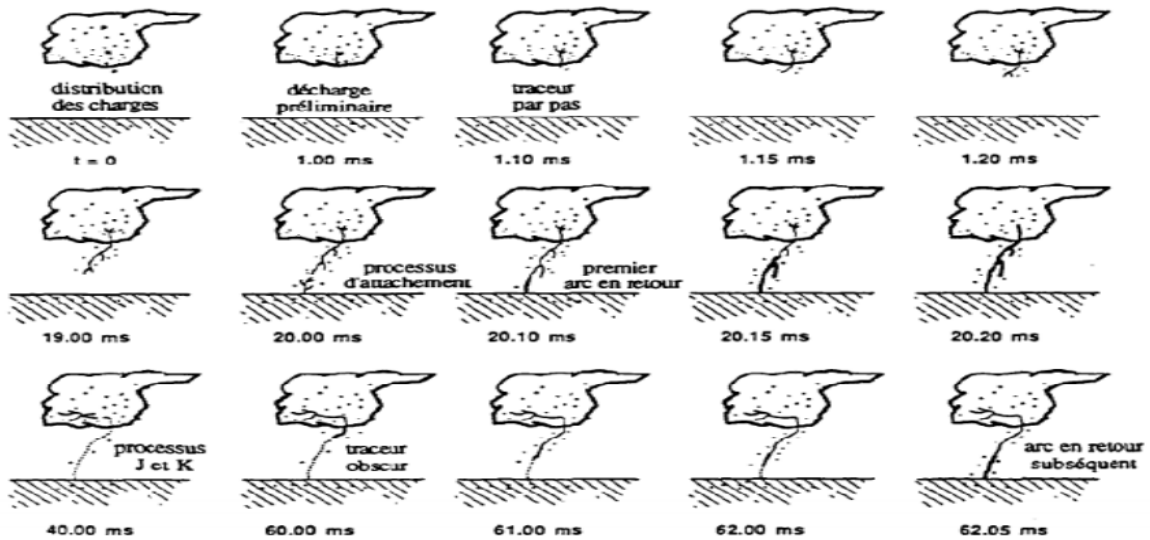 distribution
des charges
décharge
préliminaire
traceur
par pas
t = 0
1.00 ms
1.10 ms
1.15 ms
1.20 ms
processus
d'attachement
premier
arc en retour
19.00 ms
20.00 ms
20.10 ms
20.15 ms
20.20 ms
processus
J et K
traceur
obscur
arc en retour
subséquent
40.00 ms
60.00 ms
61.00 ms
62.00 ms
62.05 ms